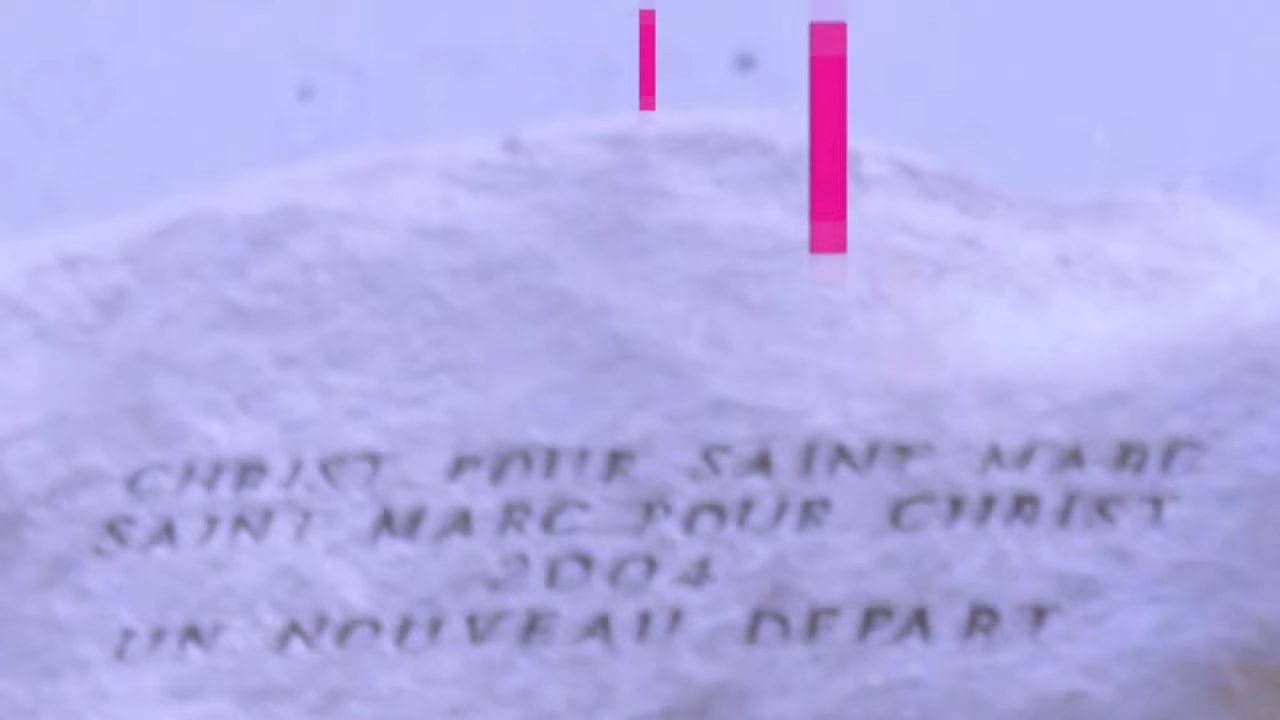 CHRIST POUR SAINT MARC
SAINT MARC POUR CHRIST
2004
UN NOUVEAU DEPART